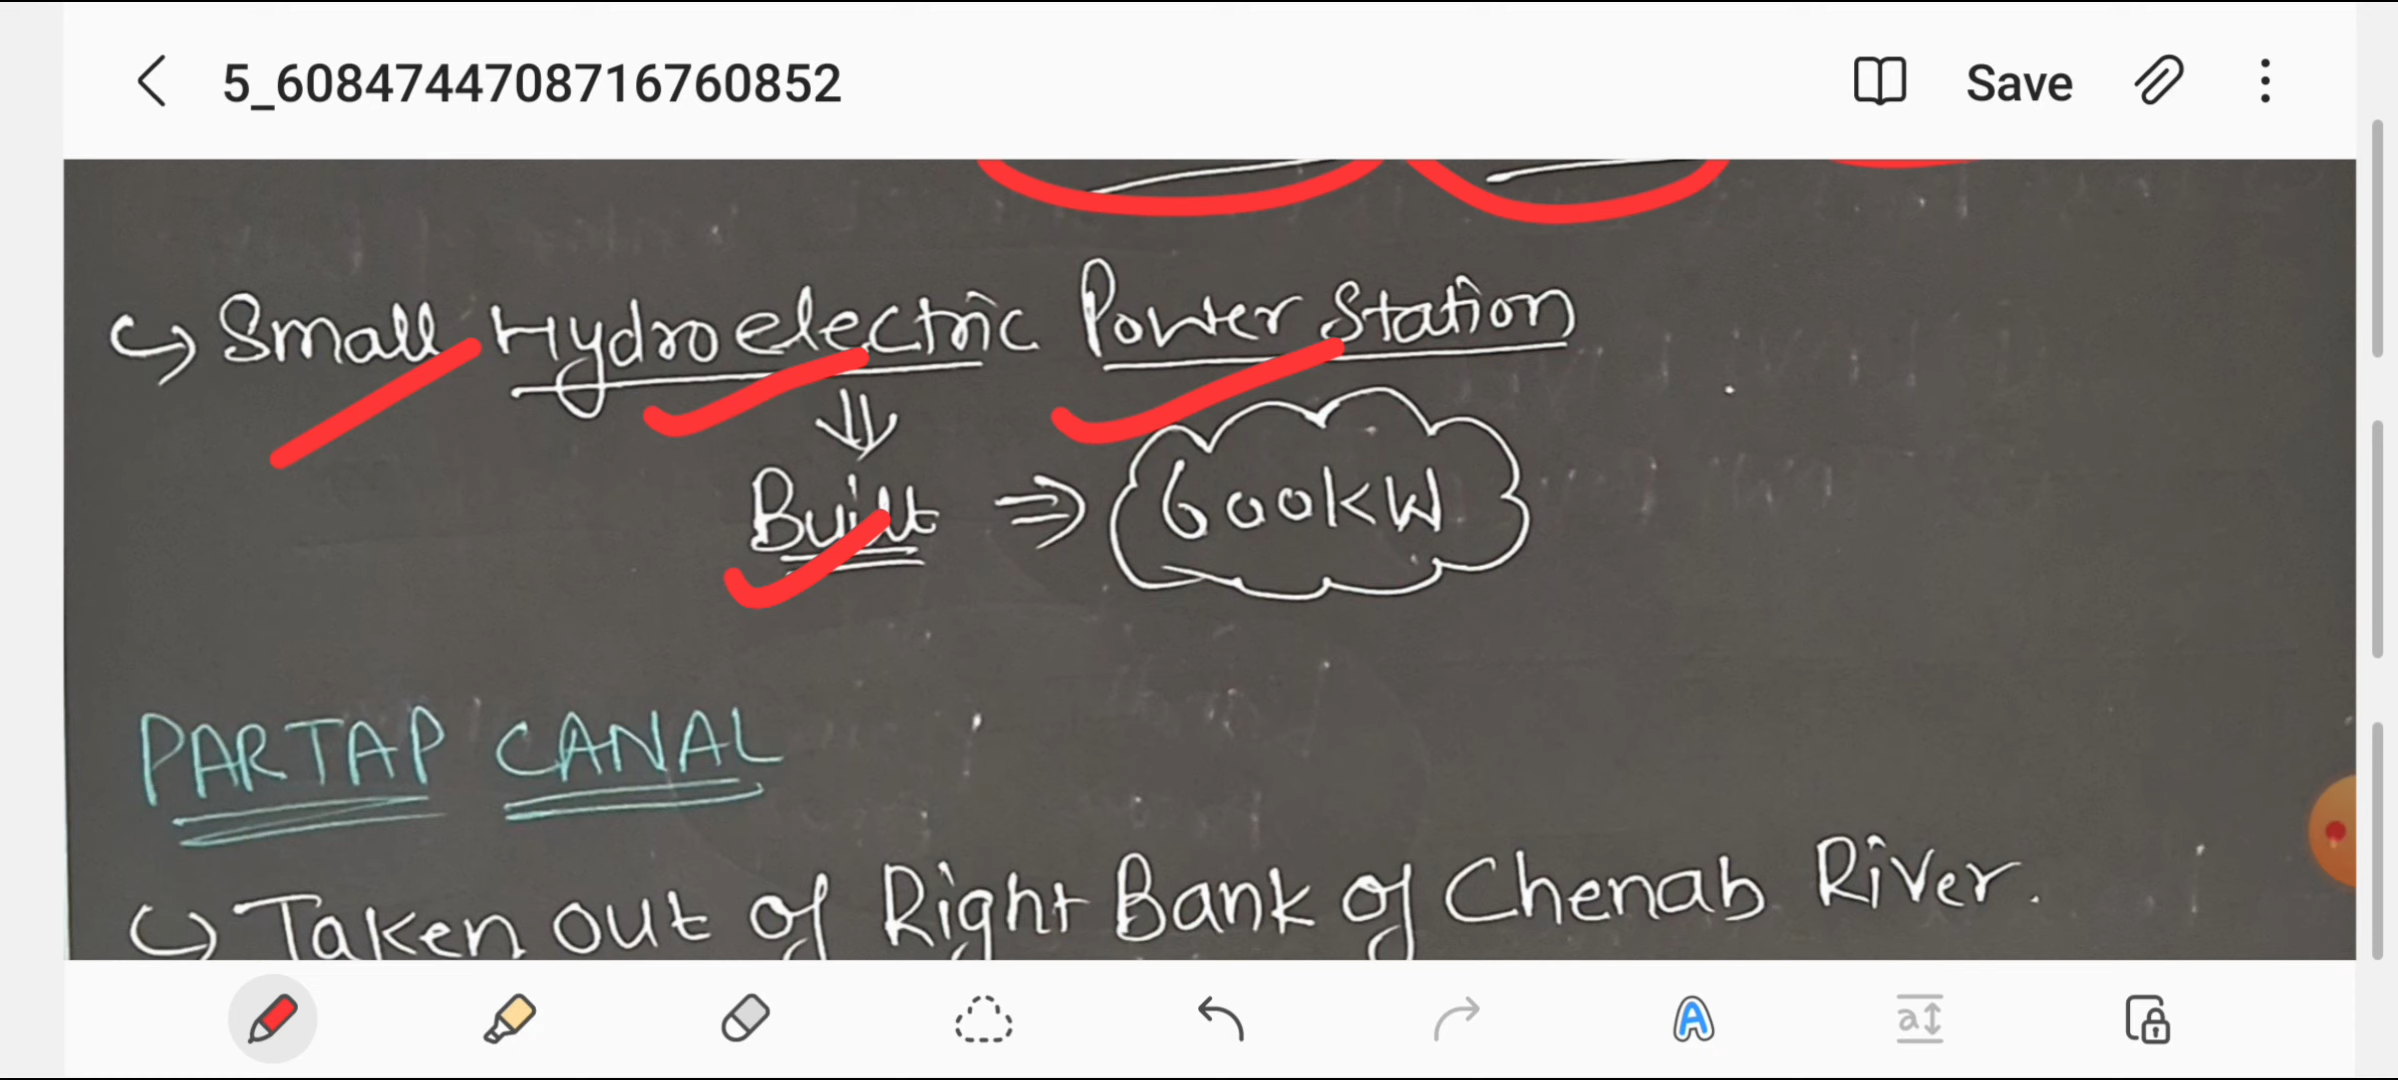 5_6084744708716760852
Save
Small Hydroelectric Power Station
Built ⇒ 600kW
PARTAP CANAL
Taken out of Right Bank of Chenab River.